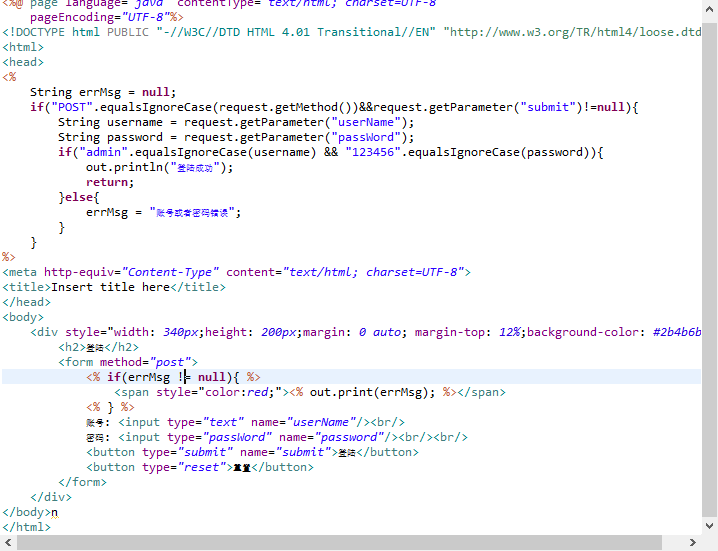 <%@ page language="java" contentType="text/html; charset=UTF-8"
    pageEncoding="UTF-8"%>
<!DOCTYPE html PUBLIC "-//W3C//DTD HTML 4.01 Transitional//EN" "http://www.w3.org/TR/html4/loose.dtd
<html>
<head>
<%
    String errMsg = null;
    if("POST".equalsIgnoreCase(request.getMethod())&&request.getParameter("submit")!=null){
        String username = request.getParameter("userName");
        String password = request.getParameter("passWord");
        if("admin".equalsIgnoreCase(username) && "123456".equalsIgnoreCase(password)){
            out.println("登陆成功");
            return;
        }else{
            errMsg = "账号或者密码错误";
        }
    }
%>
<meta http-equiv="Content-Type" content="text/html; charset=UTF-8">
<title>Insert title here</title>
</head>
<body>
    <div style="width: 340px;height: 200px;margin: 0 auto; margin-top: 12%;background-color: #2b4b6b
        <h2>登陆</h2>
        <form method="post">
            <% if(errMsg != null){ %>
                <span style="color:red;"><% out.print(errMsg); %></span>
            <% } %>
            账号: <input type="text" name="userName"/><br/>
            密码: <input type="passWord" name="password"/><br/><br/>
            <button type="submit" name="submit">登陆</button>
            <button type="reset">重置</button>
        </form>
    </div>
</body>n
</html>